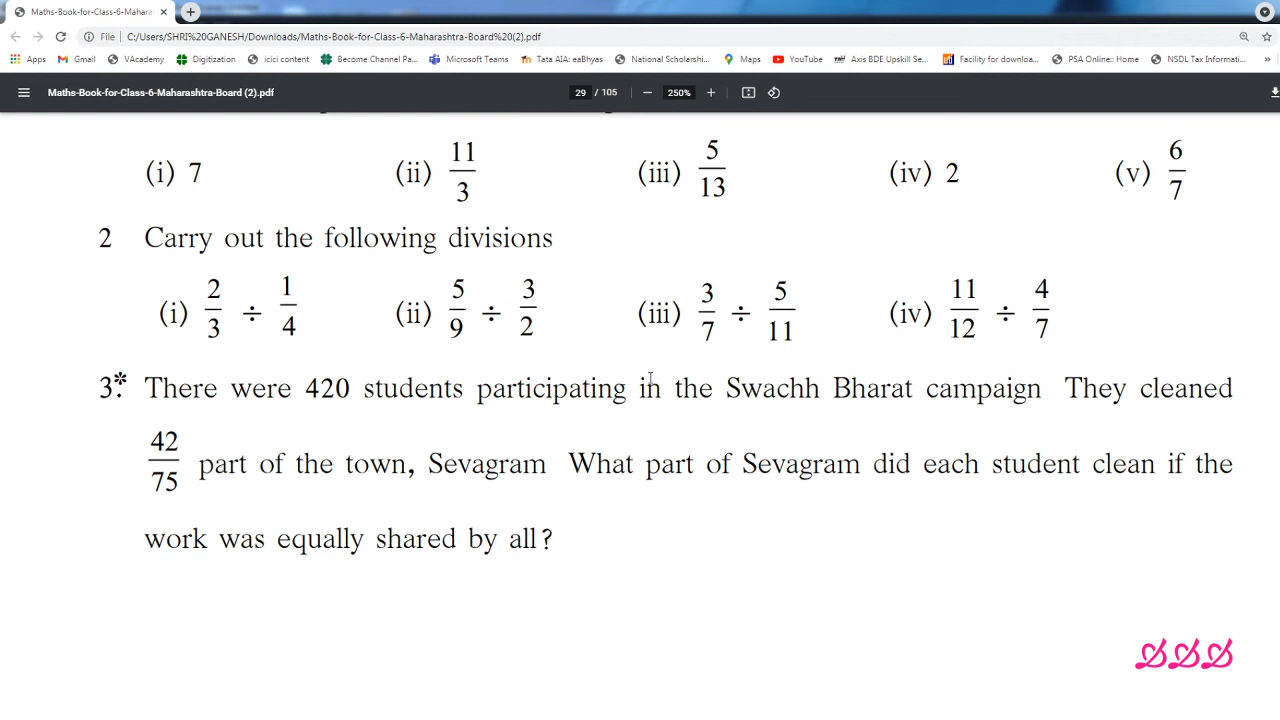 Maths-Book-for-Class-6-Mahara
File C:/Users/SHRI%20GANESH/Downloads/Maths-Book-for-Class-6-Maharashtra-Board%20(2).pdf
Apps Gmail VAcademy Digitization icici content Become Channel Pa... Microsoft Teams Tata AIA: eaBhyas National Scholarshi... Maps YouTube Axis BDE Upskill Se... Facility for downloa... PSA Online: Home NSDL Tax Informati... »
Maths-Book-for-Class-6-Maharashtra-Board (2).pdf 29 / 105 — 250% +
(i) 7 (ii) 11/3 (iii) 5/13 (iv) 2 (v) 6/7
2 Carry out the following divisions
(i) 2/3 ÷ 1/4 (ii) 5/9 ÷ 3/2 (iii) 3/7 ÷ 5/11 (iv) 11/12 ÷ 4/7
3.* There were 420 students participating in the Swachh Bharat campaign They cleaned
42/75 part of the town, Sevagram What part of Sevagram did each student clean if the
work was equally shared by all?